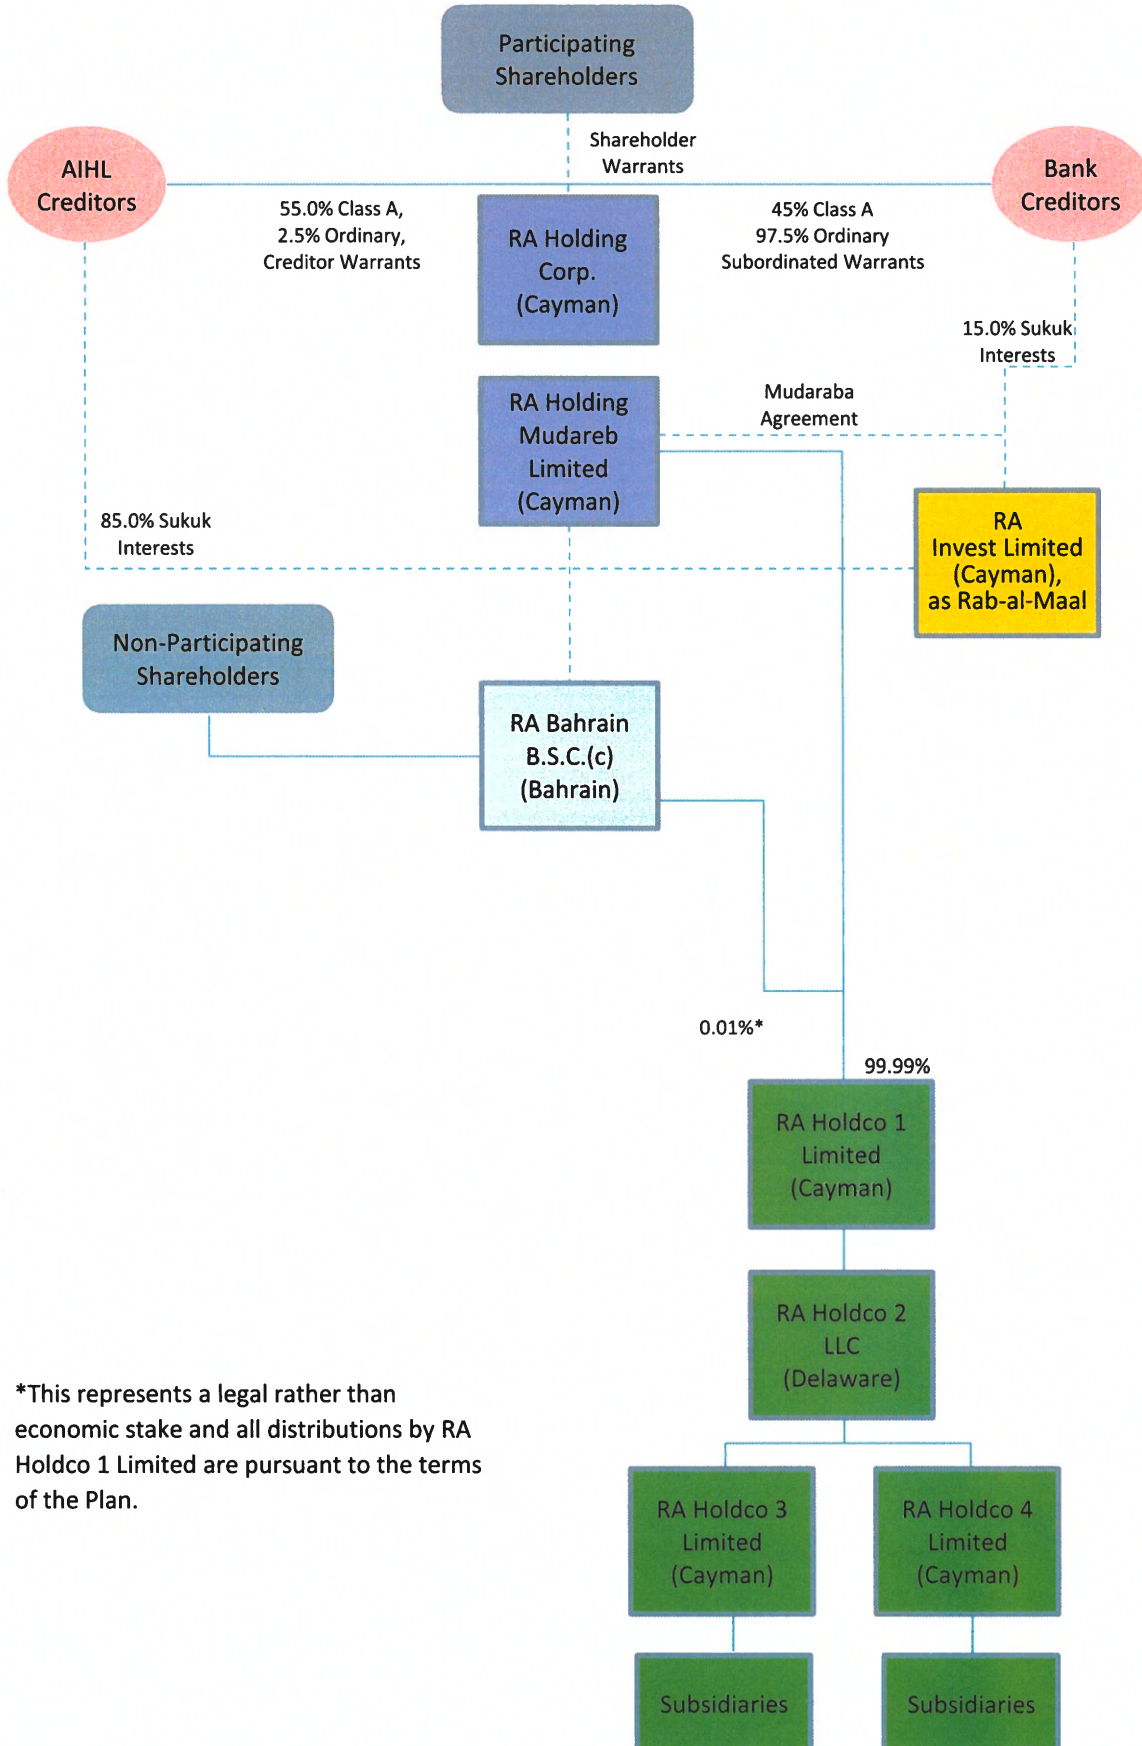 Participating
Shareholders
Shareholder
Warrants
AIHL
Creditors
Bank
Creditors
55.0% Class A,
2.5% Ordinary,
Creditor Warrants
RA Holding
Corp.
(Cayman)
45% Class A
97.5% Ordinary
Subordinated Warrants
15.0% Sukuk
Interests
RA Holding
Mudareb
Limited
(Cayman)
Mudaraba
Agreement
85.0% Sukuk
Interests
RA
Invest Limited
(Cayman),
as Rab-al-Maal
Non-Participating
Shareholders
RA Bahrain
B.S.C.(c)
(Bahrain)
0.01%*
99.99%
RA Holdco 1
Limited
(Cayman)
RA Holdco 2
LLC
(Delaware)
*This represents a legal rather than
economic stake and all distributions by RA
Holdco 1 Limited are pursuant to the terms
of the Plan.
RA Holdco 3
Limited
(Cayman)
RA Holdco 4
Limited
(Cayman)
Subsidiaries
Subsidiaries